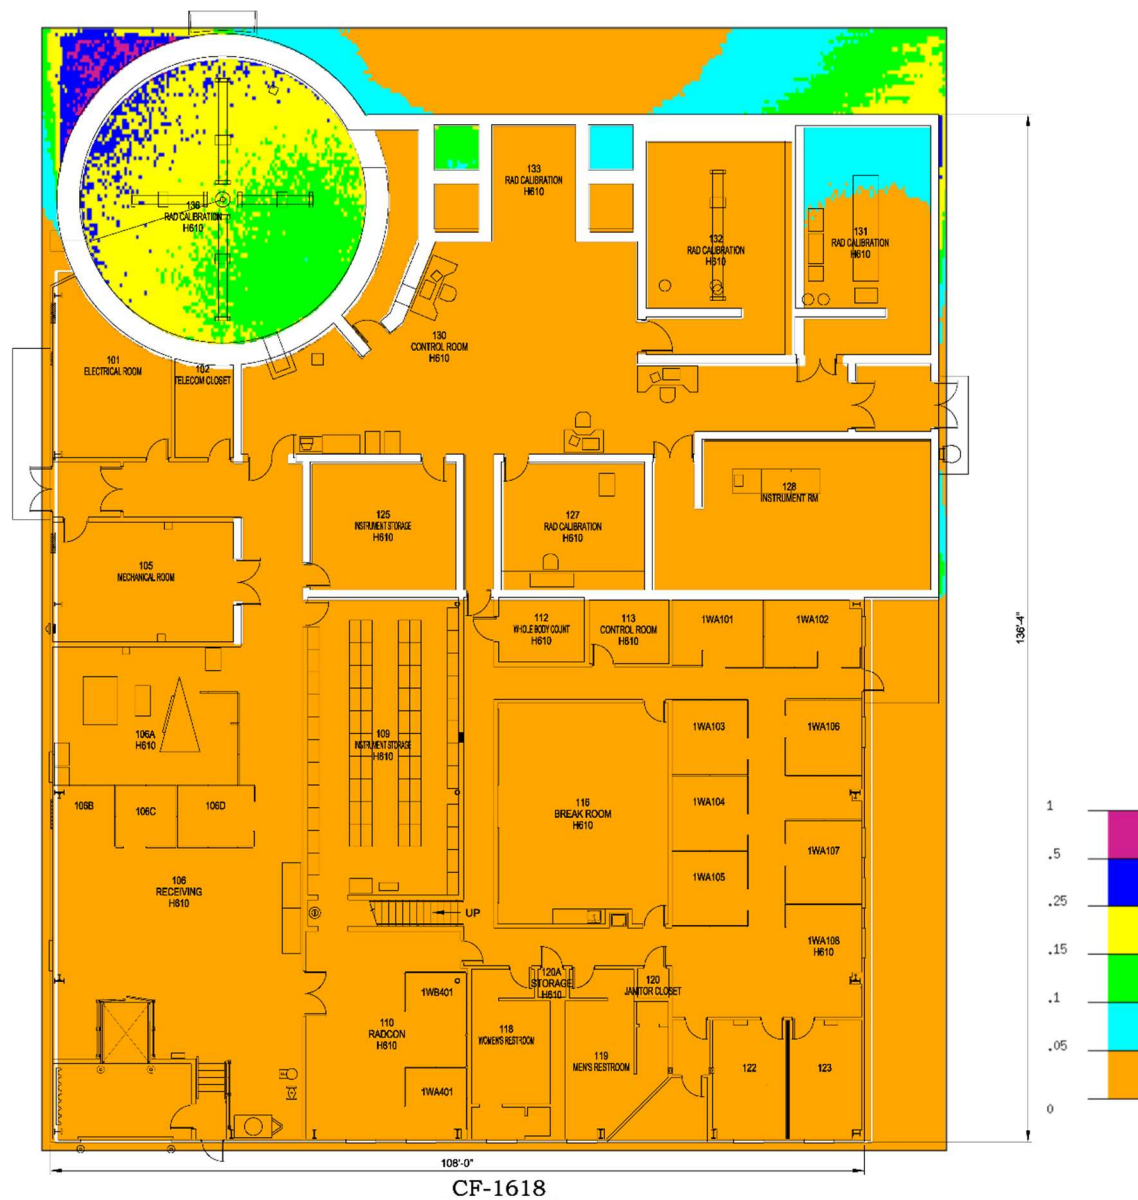 133
RAD CALIBRATION
H610
136
RAD CALIBRATION
H610
132
RAD CALIBRATION
H610
131
RAD CALIBRATION
H610
130
CONTROL ROOM
H610
101
ELECTRICAL ROOM
102
TELECOM CLOSET
128
INSTRUMENT RM
125
INSTRUMENT STORAGE
H610
127
RAD CALIBRATION
H610
105
MECHANICAL ROOM
112
WHOLE BODY COUNT
H610
113
CONTROL ROOM
H610
1WA101
1WA102
136'-4"
106A
H610
109
INSTRUMENT STORAGE
H610
1WA103
1WA106
106B
106C
106D
116
BREAK ROOM
H610
1WA104
1WA107
1WA105
106
RECEIVING
H610
UP
1WA108
H610
120A
STORAGE
H610
120
JANITOR CLOSET
1WB401
110
RADCON
H610
118
WOMEN'S RESTROOM
119
MEN'S RESTROOM
122
123
1WA401
1
.5
.25
.15
.1
.05
0
108'-0"
CF-1618